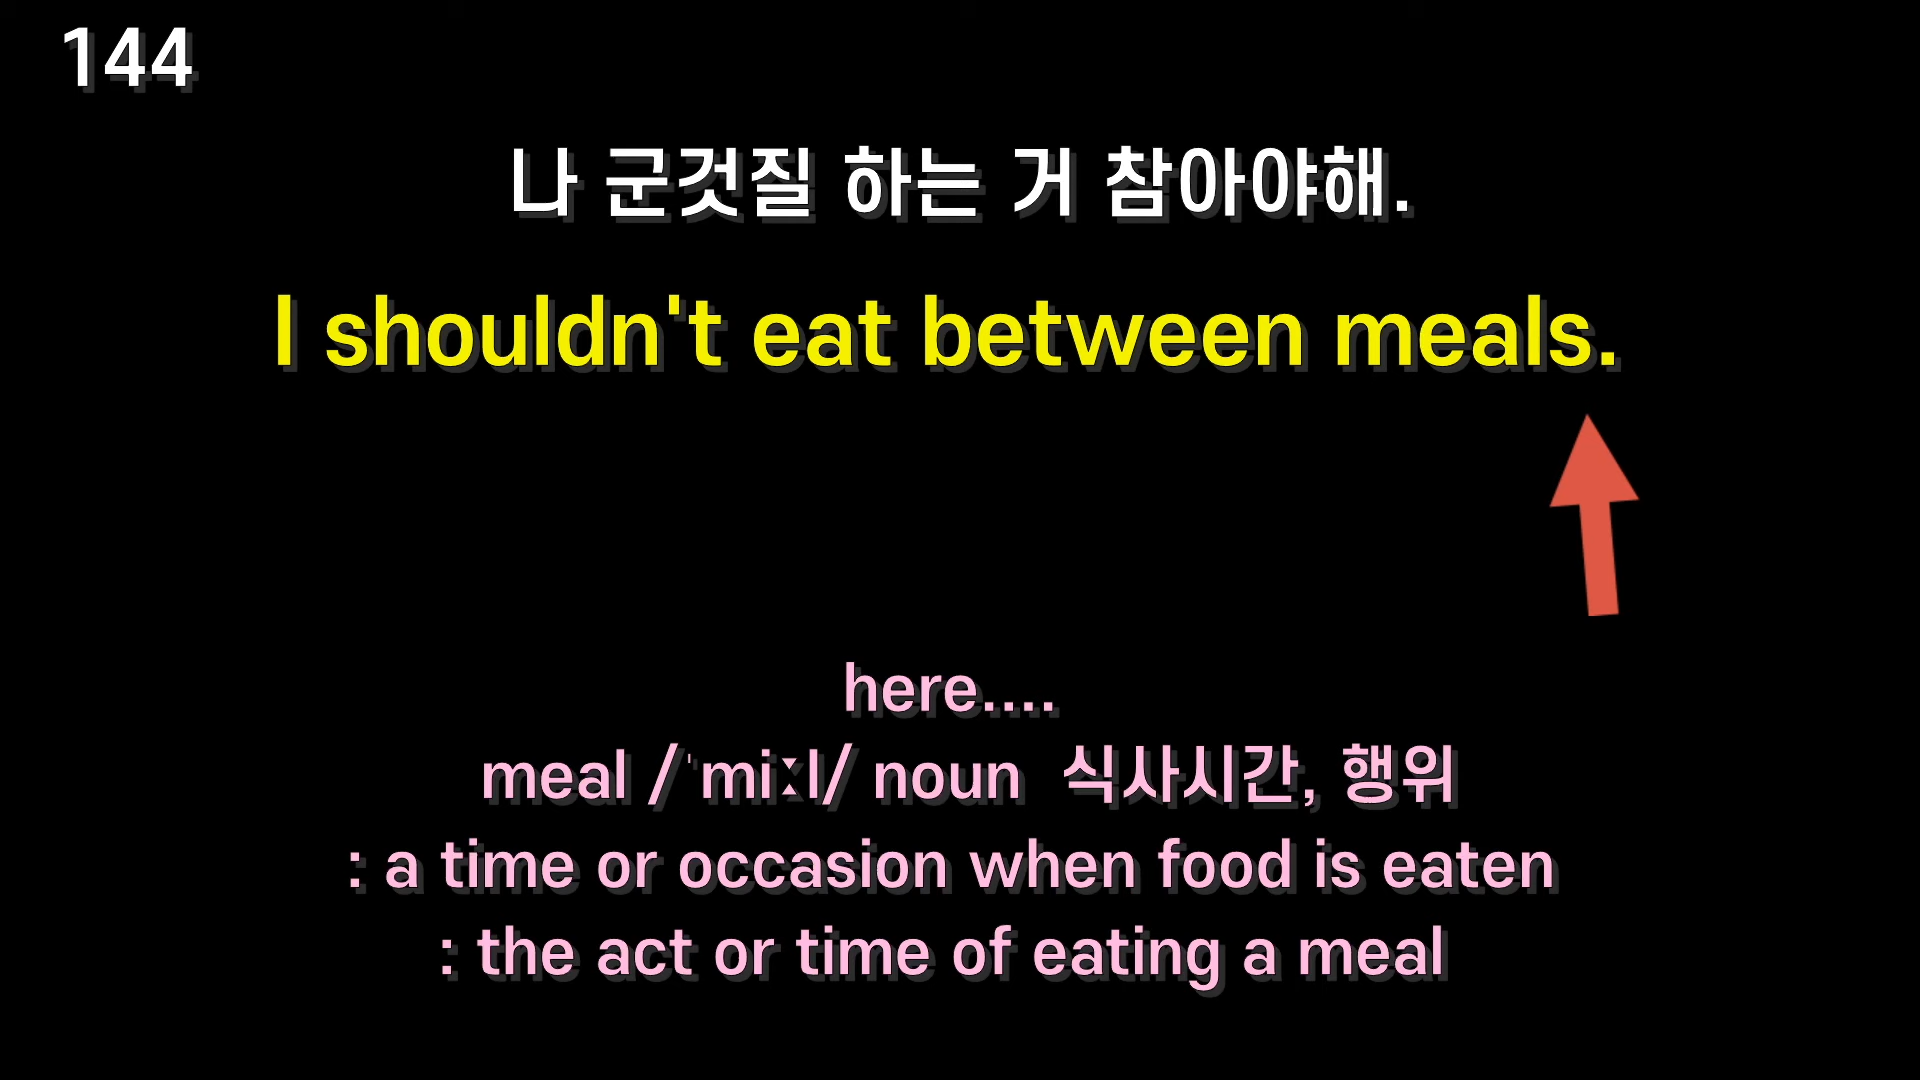 144
나 군것질 하는 거 참아야해.
I shouldn't eat between meals.
here....
meal /ˈmiːl/ noun 식사시간, 행위
: a time or occasion when food is eaten
: the act or time of eating a meal